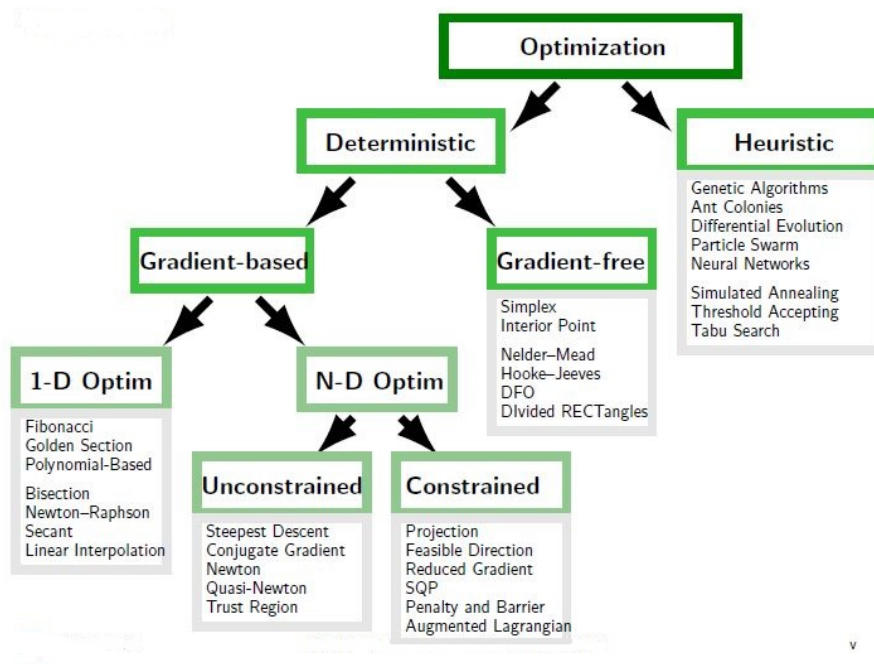 Optimization
Deterministic
Heuristic
Genetic Algorithms
Ant Colonies
Differential Evolution
Particle Swarm
Neural Networks
Simulated Annealing
Threshold Accepting
Tabu Search
Gradient-based
Gradient-free
Simplex
Interior Point
Nelder–Mead
Hooke–Jeeves
DFO
DIvided RECTangles
1-D Optim
Fibonacci
Golden Section
Polynomial-Based
Bisection
Newton–Raphson
Secant
Linear Interpolation
N-D Optim
Unconstrained
Steepest Descent
Conjugate Gradient
Newton
Quasi-Newton
Trust Region
Constrained
Projection
Feasible Direction
Reduced Gradient
SQP
Penalty and Barrier
Augmented Lagrangian
v